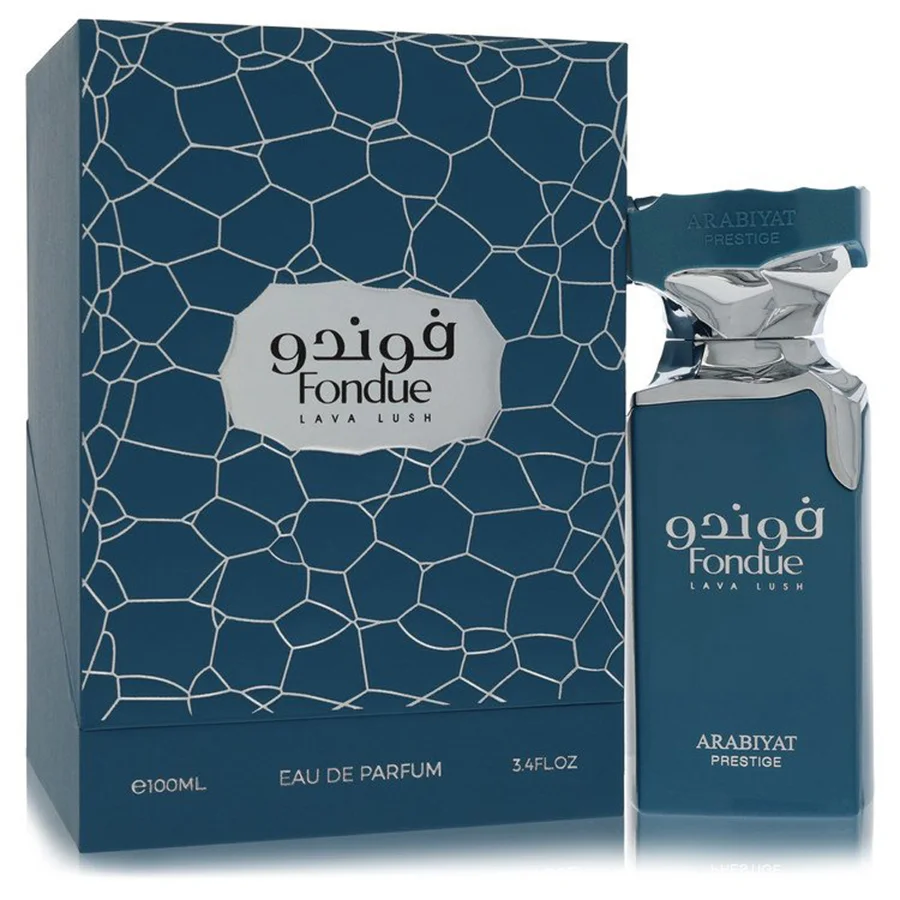 فوندو
Fondue
LAVA LUSH
e100ML
EAU DE PARFUM
3.4FLOZ
ARABIYAT
PRESTIGE
فوندو
Fondue
LAVA LUSH
ARABIYAT
PRESTIGE